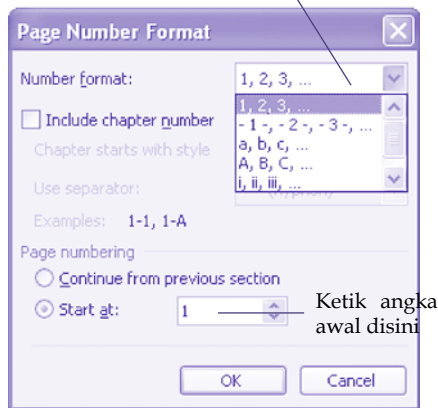 Page Number Format
Number format: 1, 2, 3, ...
1, 2, 3, ...
- 1 -, - 2 -, - 3 -, ...
a, b, c, ...
A, B, C, ...
i, ii, iii, ...
Include chapter number
Chapter starts with style
Use separator:
Examples: 1-1, 1-A
Page numbering
Continue from previous section
Start at: 1
Ketik angka
awal disini
OK Cancel